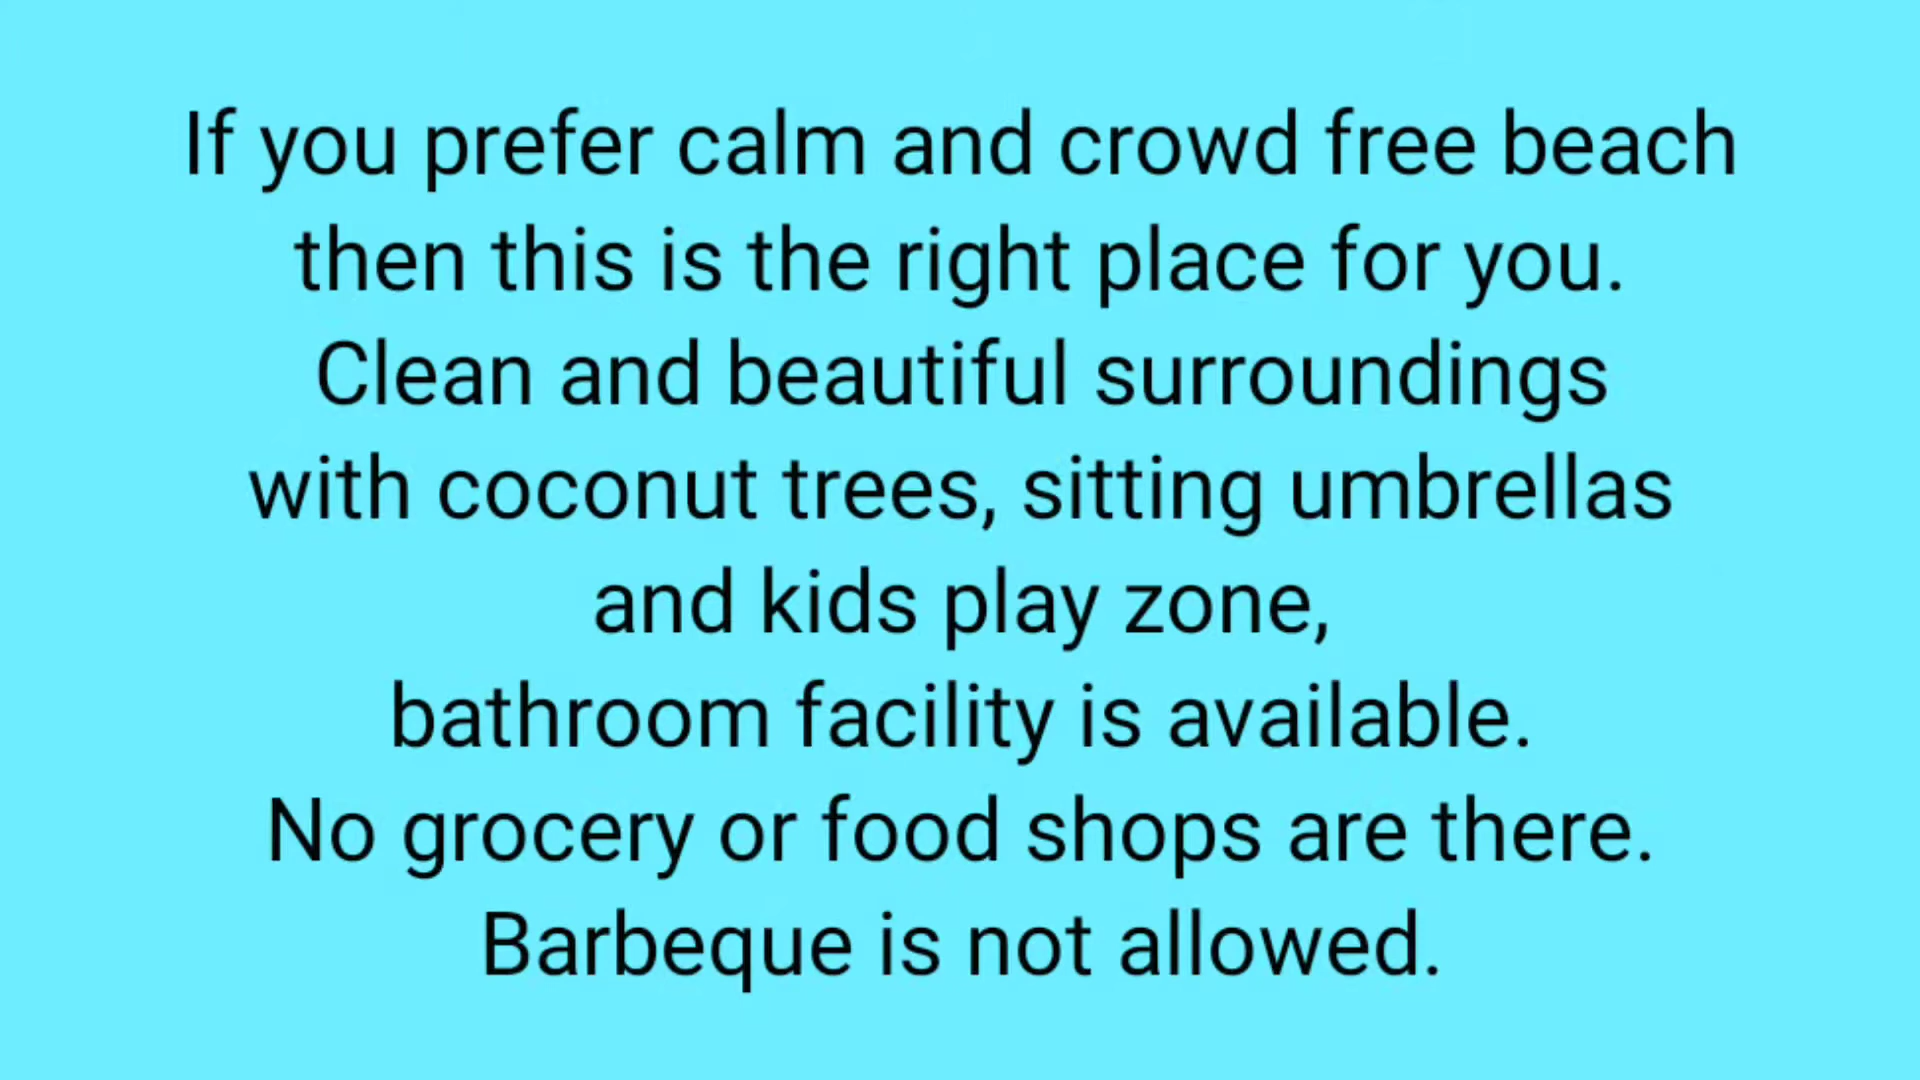 If you prefer calm and crowd free beach
then this is the right place for you.
Clean and beautiful surroundings
with coconut trees, sitting umbrellas
and kids play zone,
bathroom facility is available.
No grocery or food shops are there.
Barbeque is not allowed.